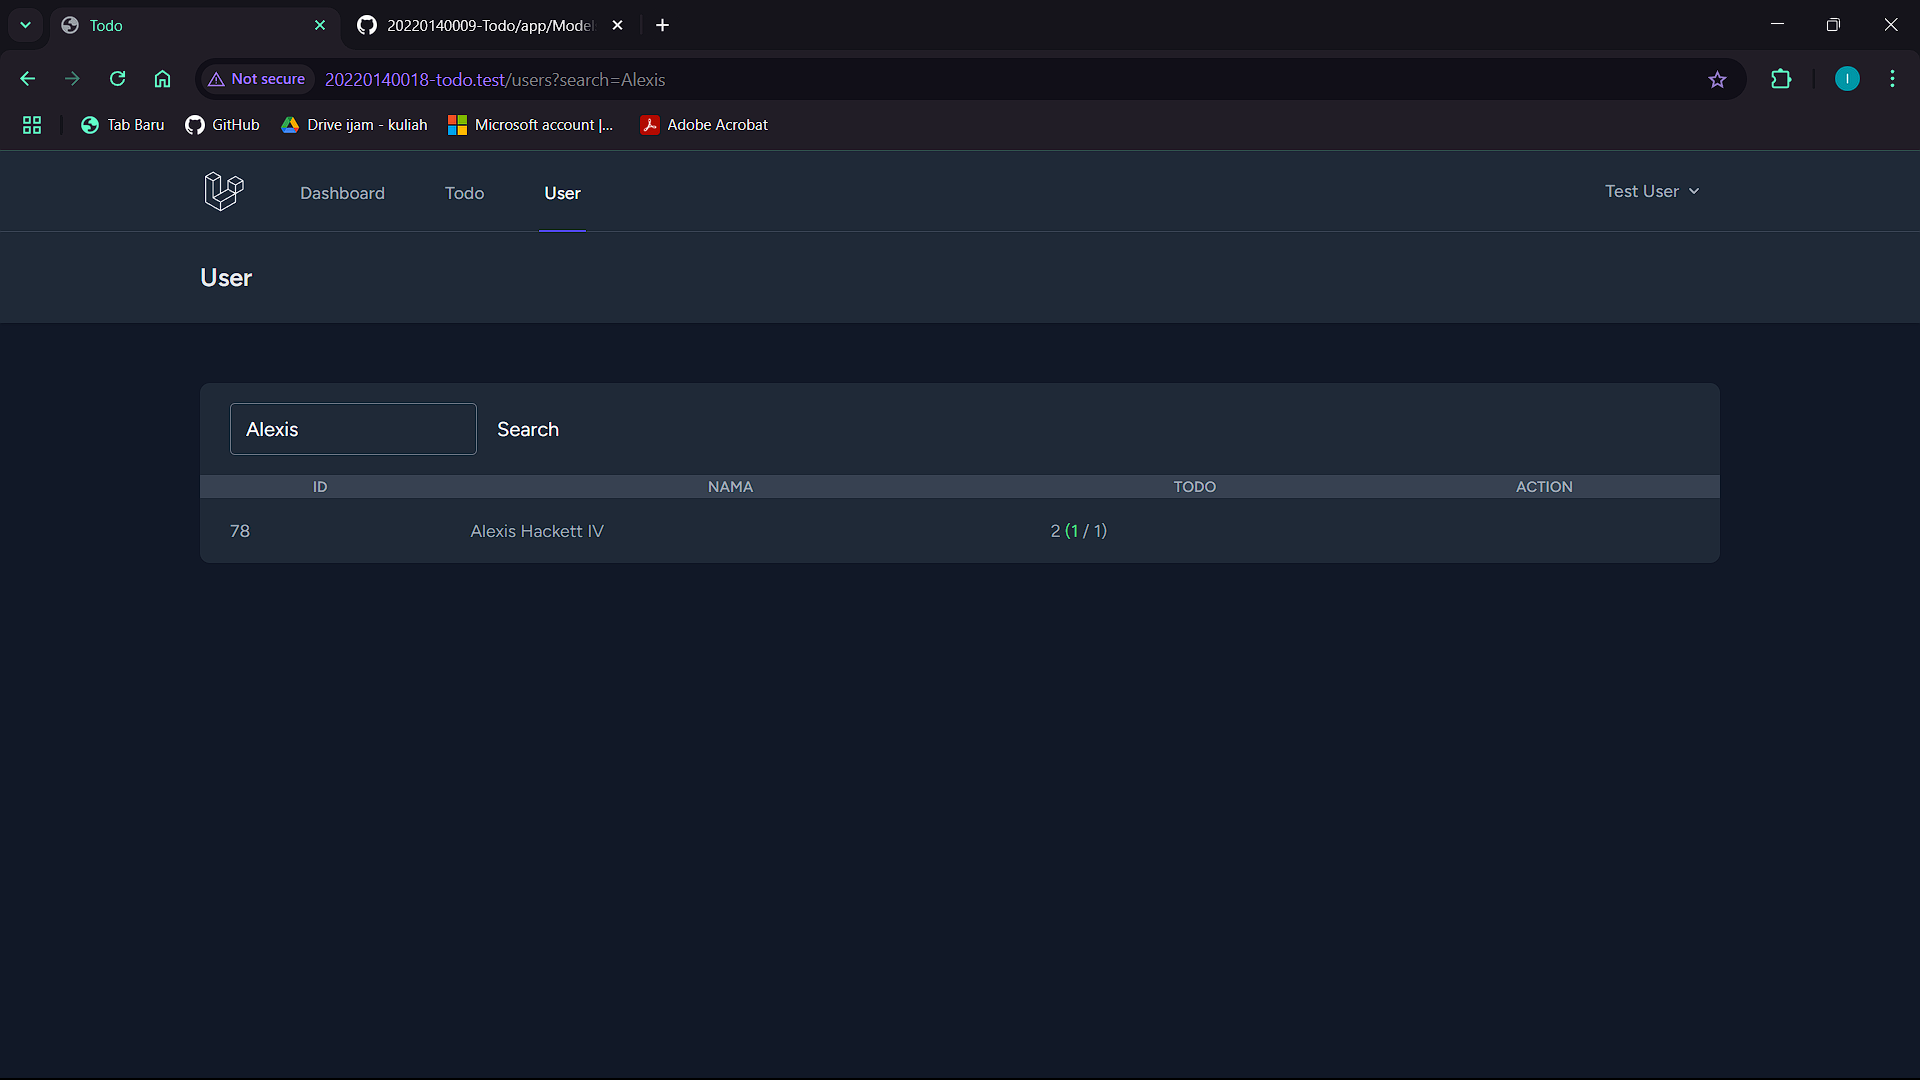 Todo
20220140009-Todo/app/Model
Not secure
20220140018-todo.test/users?search=Alexis
I
Tab Baru
GitHub
Drive ijam - kuliah
Microsoft account |...
Adobe Acrobat
Dashboard
Todo
User
Test User
User
Alexis
Search
ID
NAMA
TODO
ACTION
78
Alexis Hackett IV
2 (1 / 1)